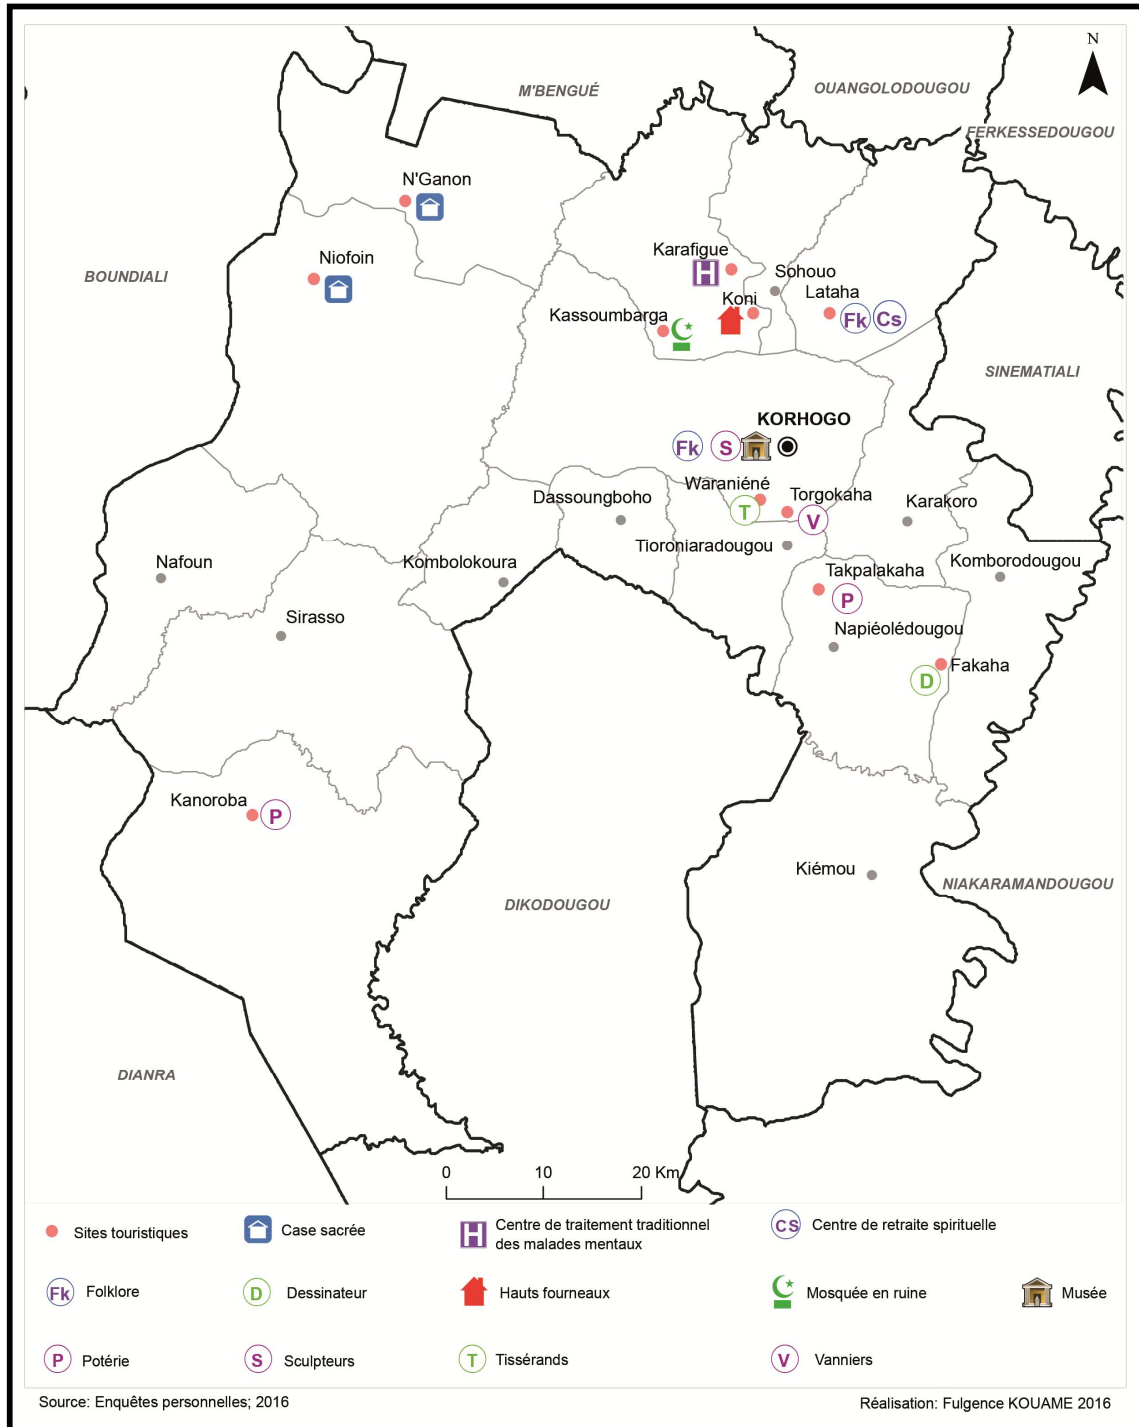 N
M'BENGUÉ
OUANGOLODOUGOU
FERKESSEDOUGOU
N'Ganon
Niofoin
BOUNDIALI
Karafigue
H
Sohouo
Koni
Lataha
Fk Cs
Kassoumbarga
SINEMATIALI
KORHOGO
Fk S
Waraniéné
T
Torgokaha
V
Dassoungboho
Karakoro
Tioroniaradougou
Kombolokoura
Nafoun
Takpalakaha
P
Komborodougou
Sirasso
Napiéolédougou
Fakaha
D
Kanoroba
P
Kiémou
NIAKARAMANDOUGOU
DIKODOUGOU
DIANRA
0 10 20 Km
Sites touristiques
Case sacrée
H Centre de traitement traditionnel
des malades mentaux
CS Centre de retraite spirituelle
Fk Folklore
D Dessinateur
Hauts fourneaux
Mosquée en ruine
Musée
P Potérie
S Sculpteurs
T Tissérands
V Vanniers
Source: Enquêtes personnelles; 2016
Réalisation: Fulgence KOUAME 2016